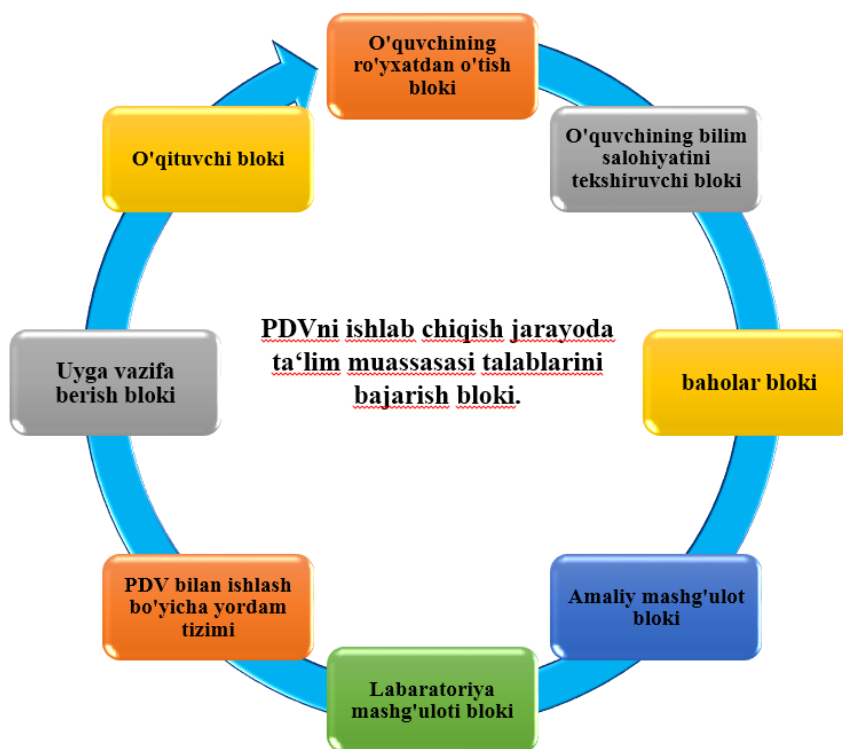 O'quvchining
ro'yxatdan o'tish
bloki
O'quvchining bilim
salohiyatini
tekshiruvchi bloki
baholar bloki
Amaliy mashg'ulot
bloki
Labaratoriya
mashg'uloti bloki
PDV bilan ishlash
bo'yicha yordam
tizimi
Uyga vazifa
berish bloki
O'qituvchi bloki
PDVni ishlab chiqish jarayoda
ta‘lim muassasasi talablarini
bajarish bloki.